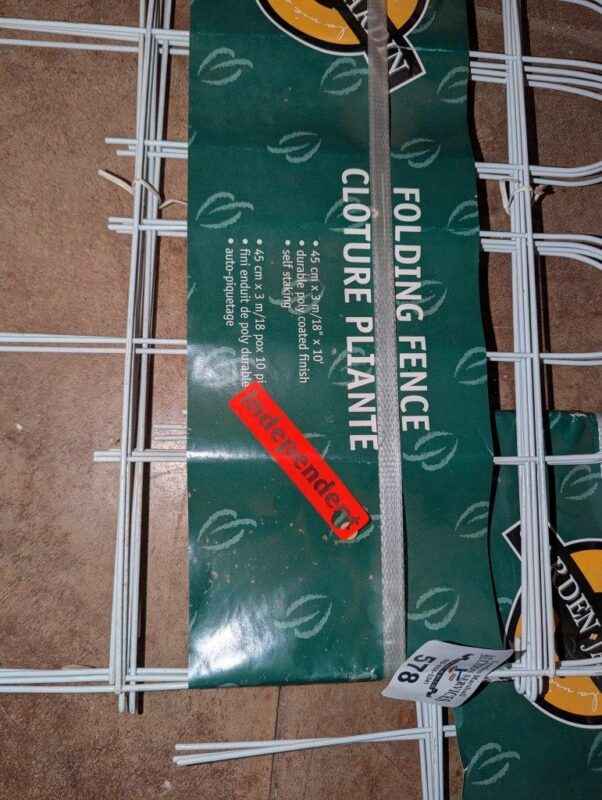 FOLDING FENCE
CLÔTURE PLIANTE
• 45 cm x 3 m/18" x 10'
• durable poly coated finish
• self staking
• 45 cm x 3 m/18 pox 10 pi
• fini enduit de poly durable
• auto-piquetage
Independent
578
RDEN